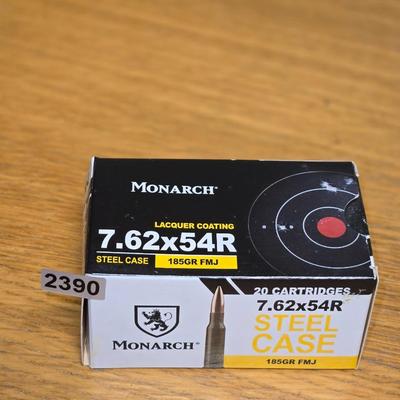 MONARCH®
LACQUER COATING
7.62x54R
STEEL CASE
185GR FMJ
2390
20 CARTRIDGES
7.62x54R
STEEL
CASE
185GR FMJ
MONARCH®